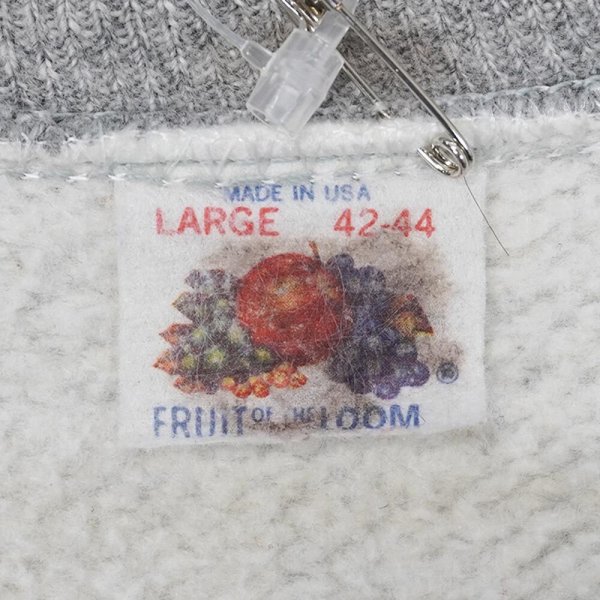 MADE IN USA
LARGE 42-44
®
FRUIT OF THE LOOM